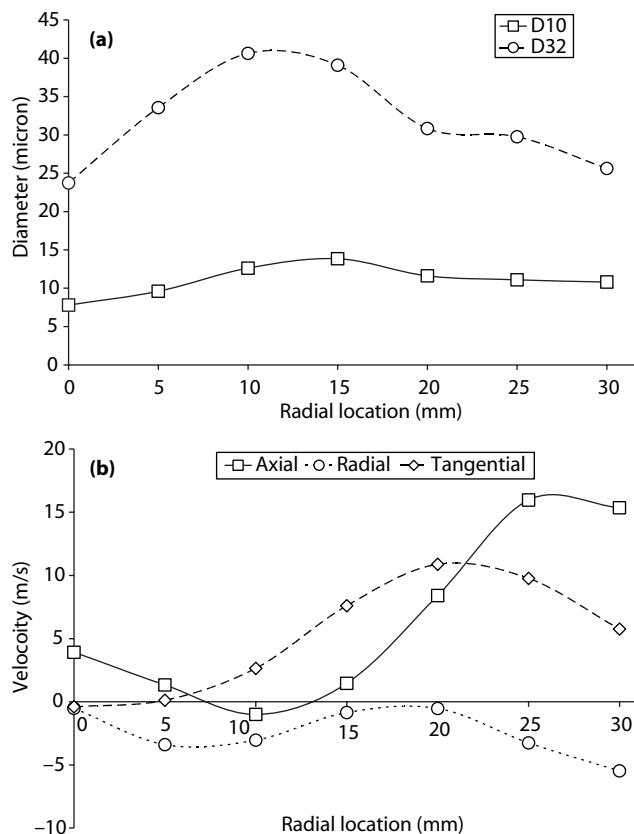 (a)
D10
D32
45
40
35
30
25
20
15
10
5
0
Diameter (micron)
0 5 10 15 20 25 30
Radial location (mm)
(b)
Axial Radial Tangential
20
15
10
5
0
−5
−10
Velocoity (m/s)
0 5 10 15 20 25 30
Radial location (mm)